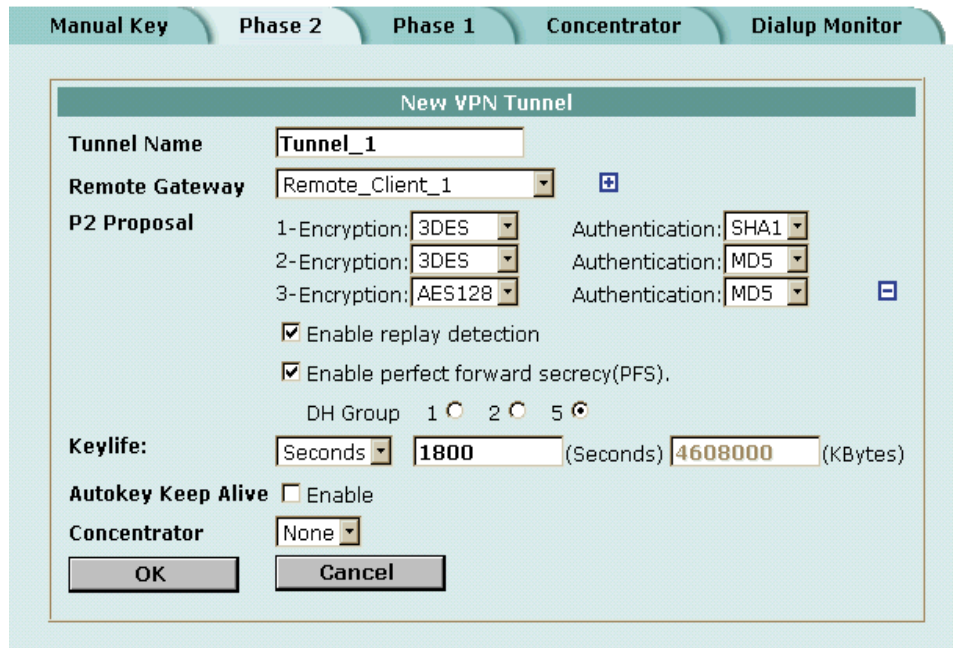 Manual Key Phase 2 Phase 1 Concentrator Dialup Monitor
New VPN Tunnel
Tunnel Name Tunnel_1
Remote Gateway Remote_Client_1
P2 Proposal 1-Encryption: 3DES Authentication: SHA1
2-Encryption: 3DES Authentication: MD5
3-Encryption: AES128 Authentication: MD5
Enable replay detection
Enable perfect forward secrecy(PFS).
DH Group 1 2 5
Keylife: Seconds 1800 (Seconds) 4608000 (KBytes)
Autokey Keep Alive Enable
Concentrator None
OK Cancel